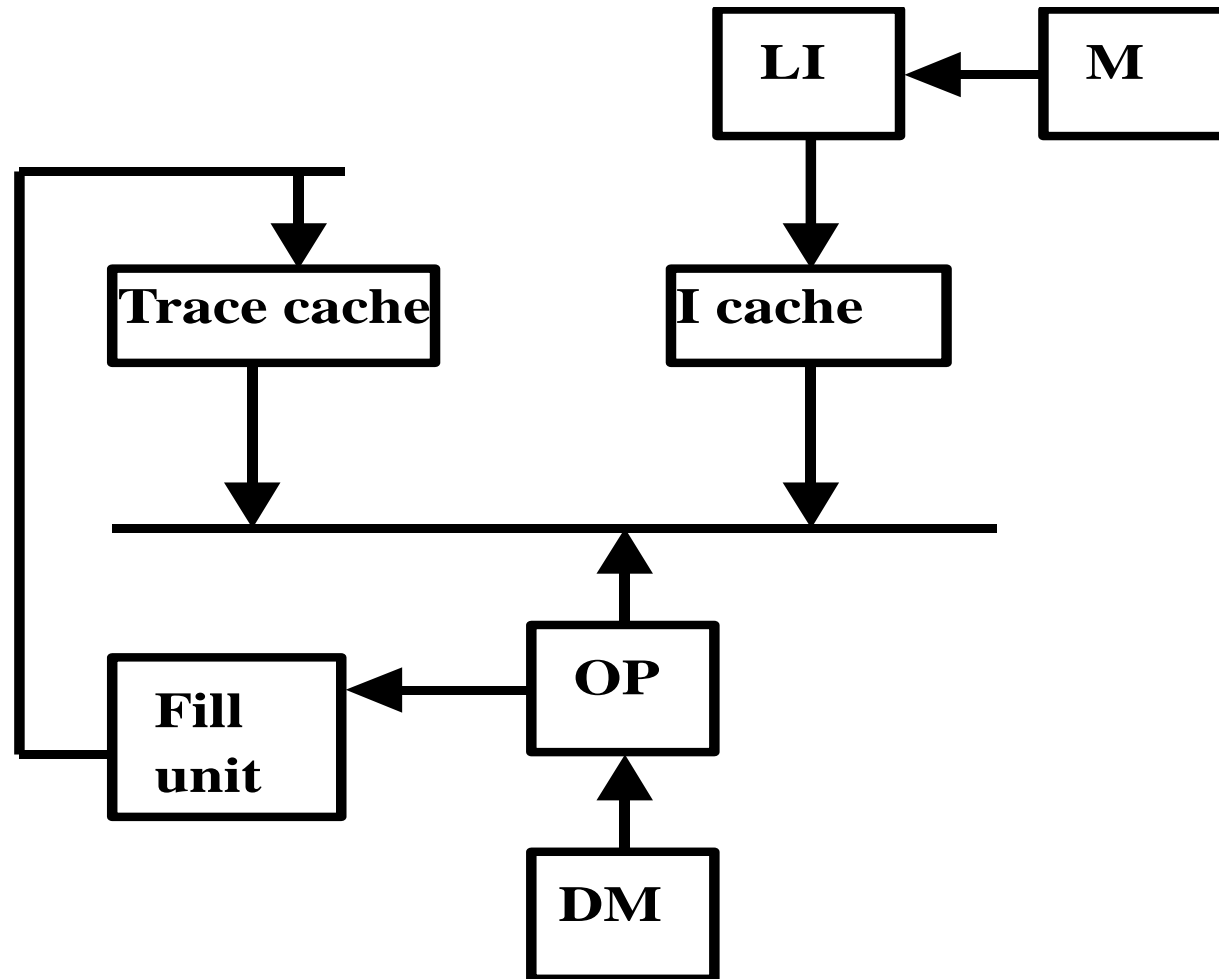 LI
M
Trace cache
I cache
OP
Fill
unit
DM